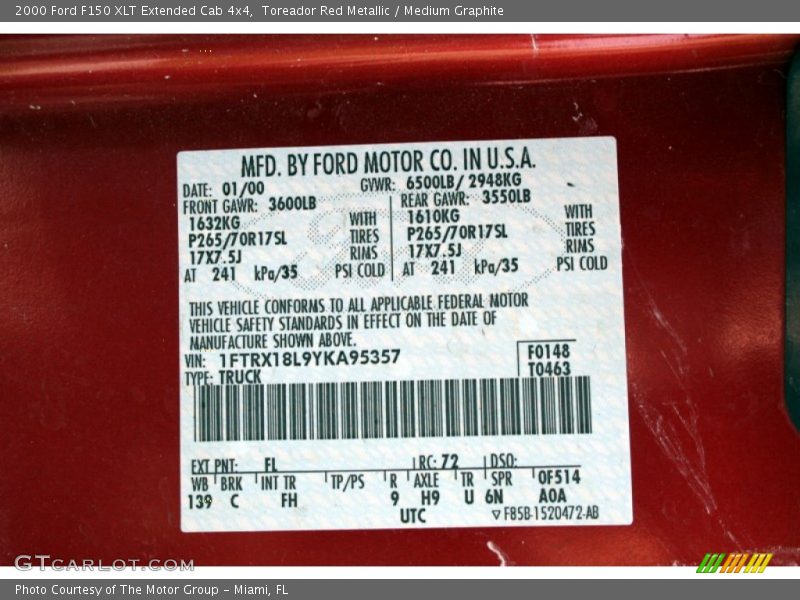 2000 Ford F150 XLT Extended Cab 4x4, Toreador Red Metallic / Medium Graphite
MFD. BY FORD MOTOR CO. IN U.S.A.
DATE: 01/00 GVWR: 6500LB/ 2948KG
FRONT GAWR: 3600LB REAR GAWR: 3550LB
1632KG WITH 1610KG WITH
P265/70R17SL TIRES P265/70R17SL TIRES
17X7.5J RIMS 17X7.5J RIMS
AT 241 kPa/35 PSI COLD AT 241 kPa/35 PSI COLD
THIS VEHICLE CONFORMS TO ALL APPLICABLE FEDERAL MOTOR
VEHICLE SAFETY STANDARDS IN EFFECT ON THE DATE OF
MANUFACTURE SHOWN ABOVE.
VIN: 1FTRX18L9YKA95357 F0148
TYPE: TRUCK T0463
EXT PNT: FL RC: 72 DSO:
WB BRK INT TR TP/PS R AXLE TR SPR 0F514
139 C FH 9 H9 U 6N A0A
UTC ▽ F85B-1520472-AB
GTCARLOT.COM
Photo Courtesy of The Motor Group - Miami, FL